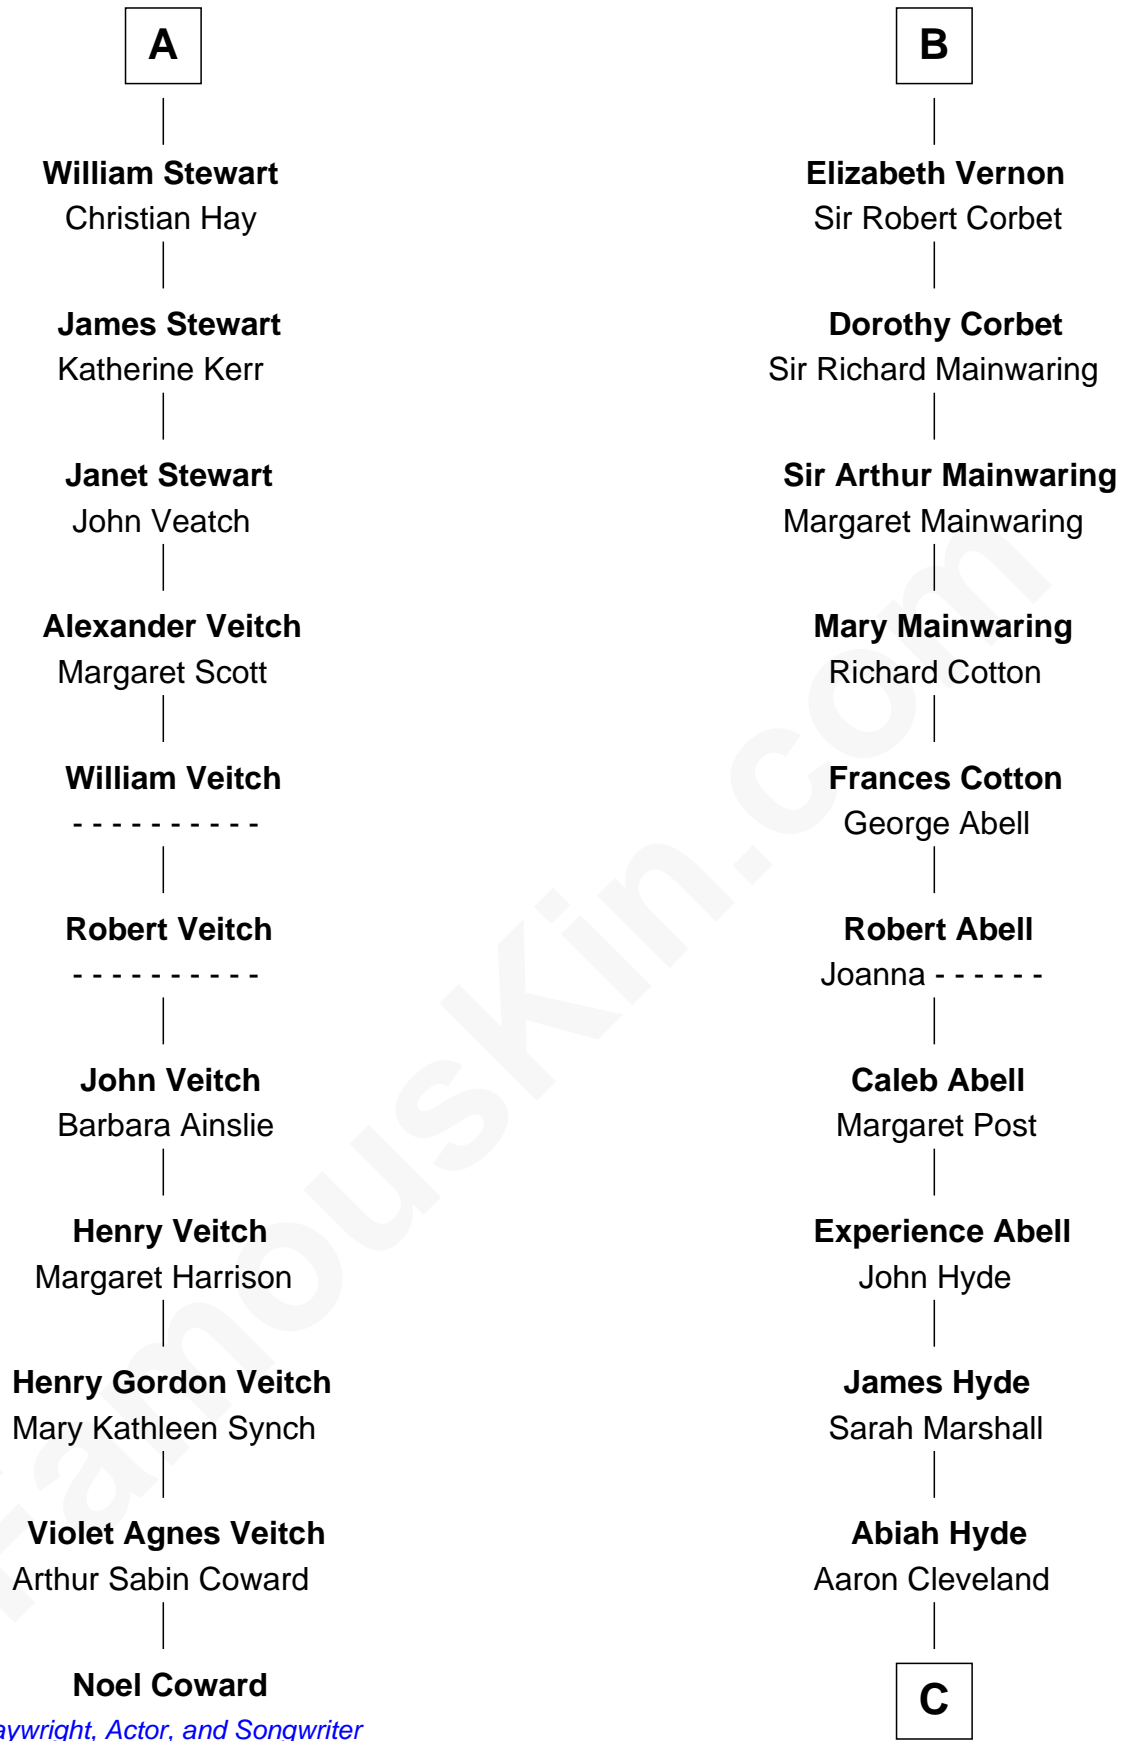 A
William Stewart
Christian Hay
James Stewart
Katherine Kerr
Janet Stewart
John Veatch
Alexander Veitch
Margaret Scott
William Veitch
- - - - - - - - - -
Robert Veitch
- - - - - - - - - -
John Veitch
Barbara Ainslie
Henry Veitch
Margaret Harrison
Henry Gordon Veitch
Mary Kathleen Synch
Violet Agnes Veitch
Arthur Sabin Coward
Noel Coward
aywright, Actor, and Songwriter
B
Elizabeth Vernon
Sir Robert Corbet
Dorothy Corbet
Sir Richard Mainwaring
Sir Arthur Mainwaring
Margaret Mainwaring
Mary Mainwaring
Richard Cotton
Frances Cotton
George Abell
Robert Abell
Joanna - - - - - -
Caleb Abell
Margaret Post
Experience Abell
John Hyde
James Hyde
Sarah Marshall
Abiah Hyde
Aaron Cleveland
C
FamousKin.com